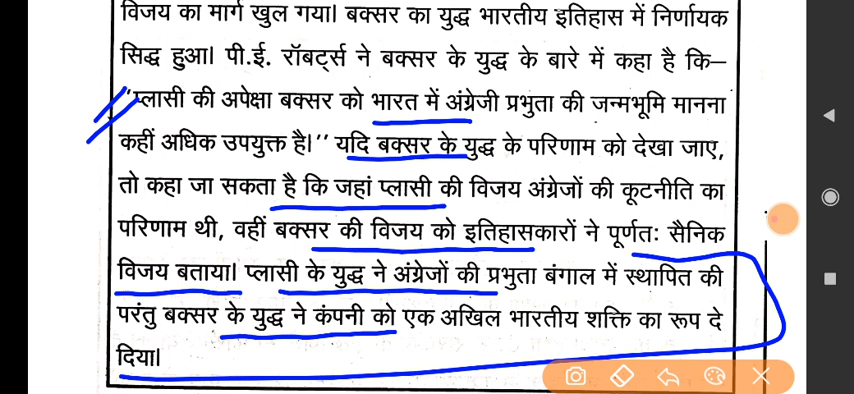 विजय का मार्ग खुल गया। बक्सर का युद्ध भारतीय इतिहास में निर्णायक
सिद्ध हुआ। पी.ई. रॉबर्ट्स ने बक्सर के युद्ध के बारे में कहा है कि–
"प्लासी की अपेक्षा बक्सर को भारत में अंग्रेजी प्रभुता की जन्मभूमि मानना
कहीं अधिक उपयुक्त है।'' यदि बक्सर के युद्ध के परिणाम को देखा जाए,
तो कहा जा सकता है कि जहां प्लासी की विजय अंग्रेजों की कूटनीति का
परिणाम थी, वहीं बक्सर की विजय को इतिहासकारों ने पूर्णतः सैनिक
विजय बताया। प्लासी के युद्ध ने अंग्रेजों की प्रभुता बंगाल में स्थापित की
परंतु बक्सर के युद्ध ने कंपनी को एक अखिल भारतीय शक्ति का रूप दे
दिया।